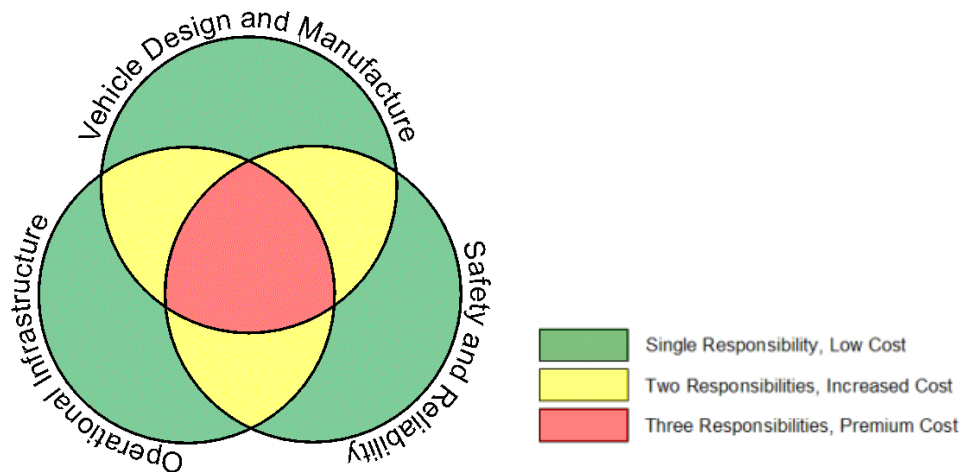 Vehicle Design and Manufacture
Operational Infrastructure
Safety and Reliability
Single Responsibility, Low Cost
Two Responsibilities, Increased Cost
Three Responsibilities, Premium Cost